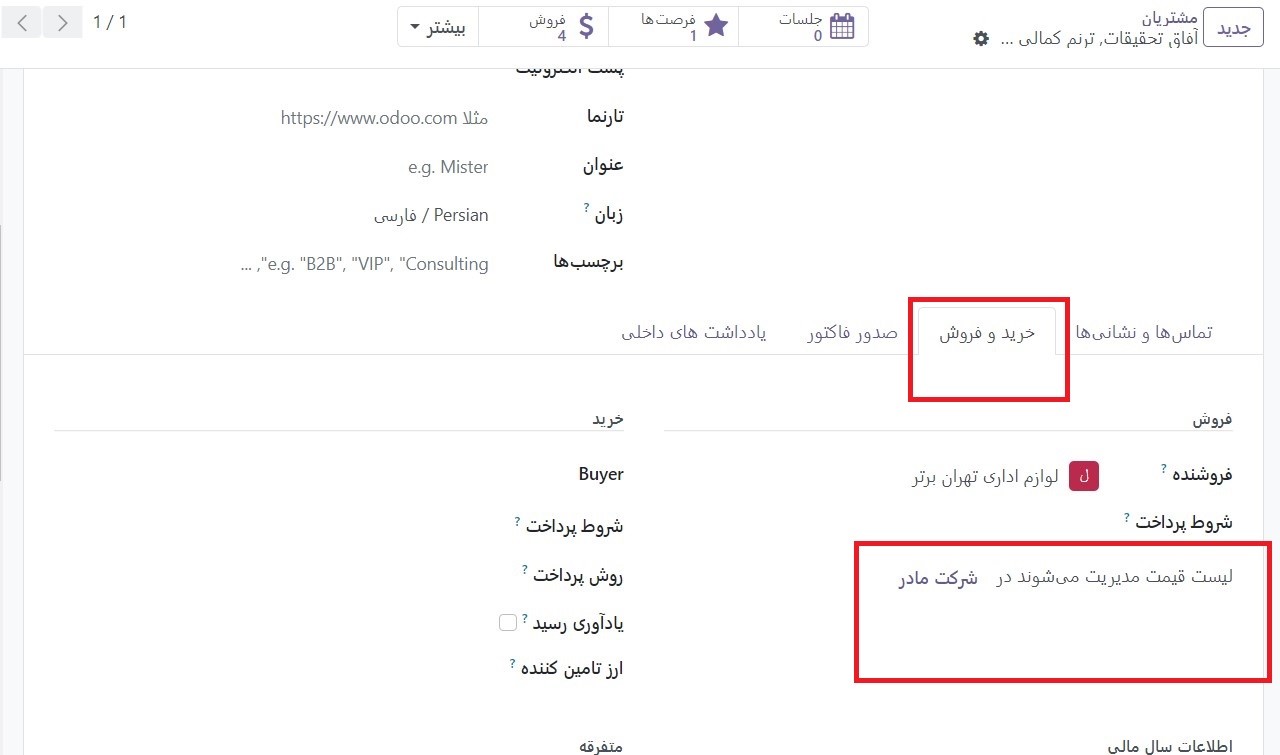 جدید
مشتریان
آفاق تحقیقات, ترنم کمالی ...
جلسات
0
فرصت‌ها
1
فروش
4
بیشتر
1 / 1
پست الکترونیک
تارنما
مثلا https://www.odoo.com
عنوان
e.g. Mister
زبان ?
Persian / فارسی
برچسب‌ها
e.g. "B2B", "VIP", "Consulting", ...
تماس‌ها و نشانی‌ها
خرید و فروش
صدور فاکتور
یادداشت های داخلی
فروش
فروشنده ?
ل
لوازم اداری تهران برتر
شروط پرداخت ?
لیست قیمت مدیریت می‌شوند در شرکت مادر
خرید
Buyer
شروط پرداخت ?
روش پرداخت ?
یادآوری رسید ?
ارز تامین کننده ?
اطلاعات سال مالی
متفرقه